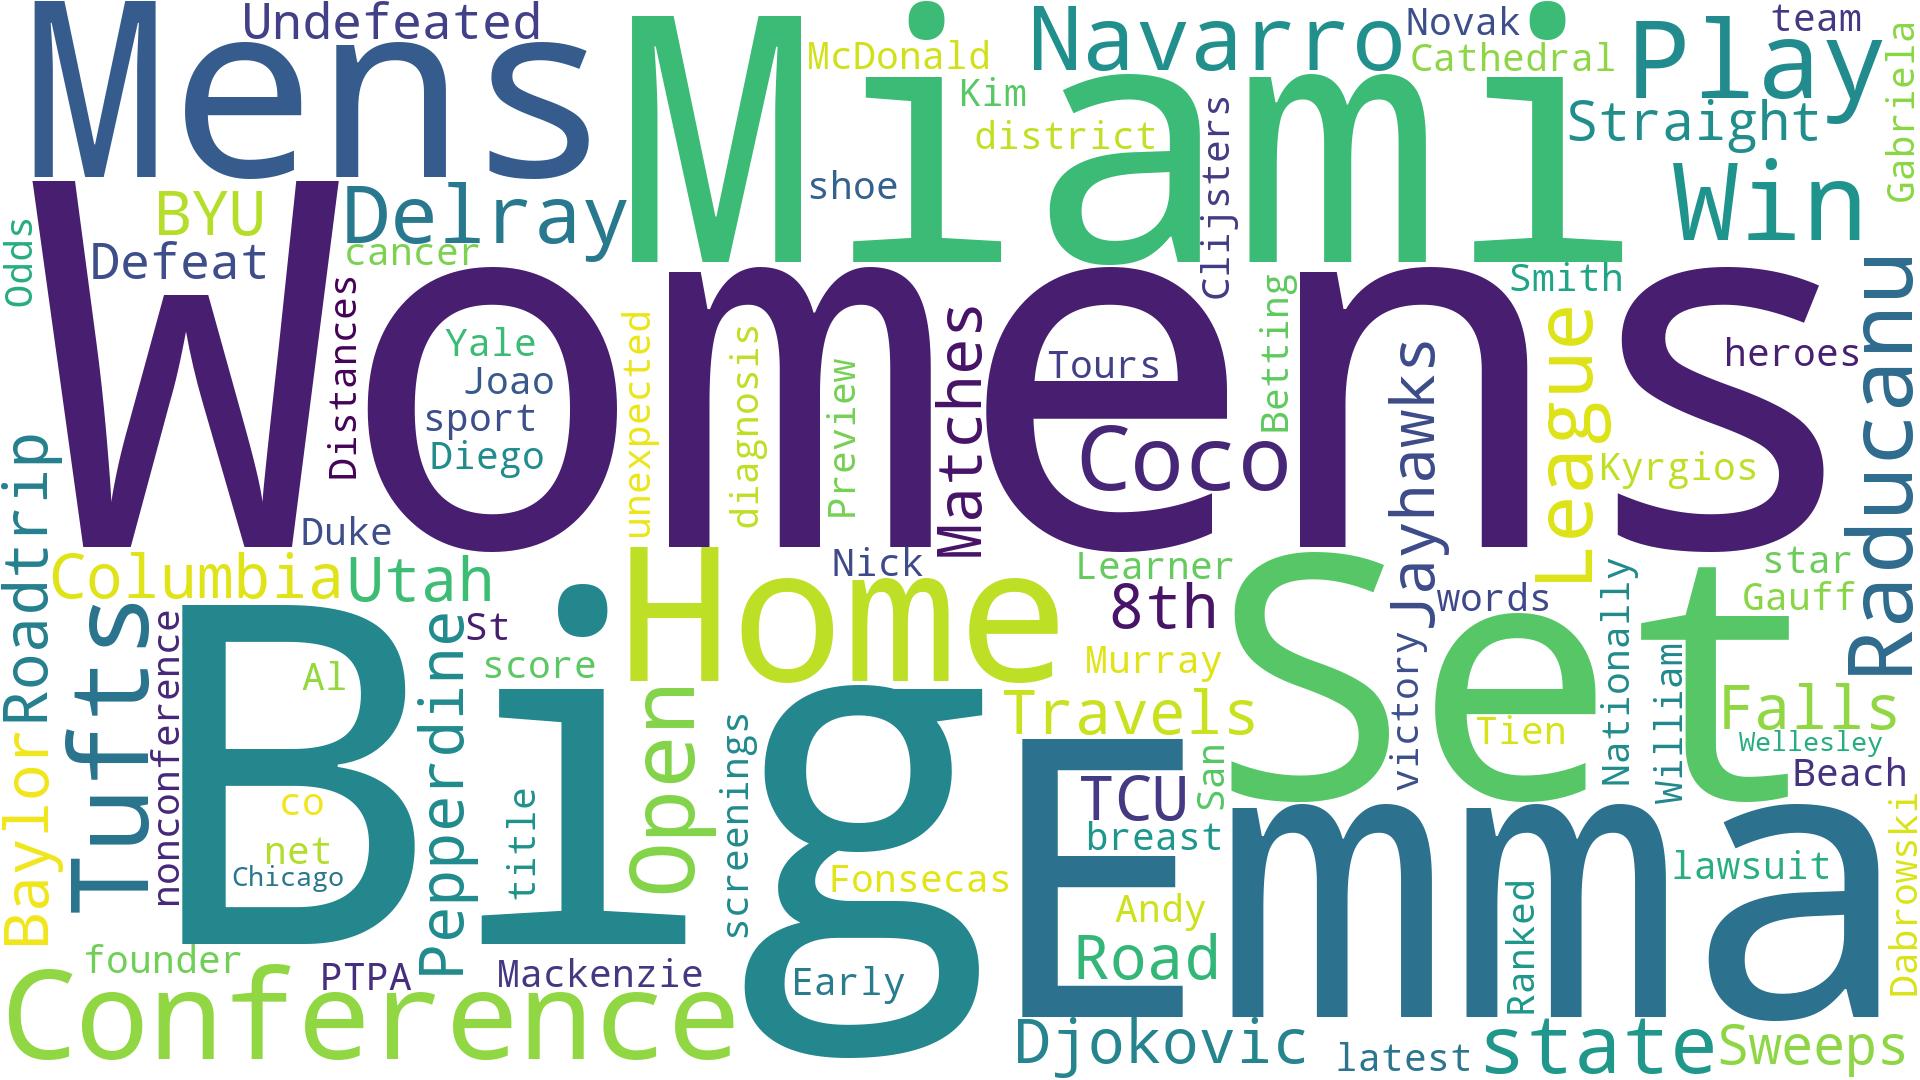 Mens
Undefeated
Miami
McDonald
Navarro
Novak
Cathedral
Play
team
Gabriela
Kim
district
Straight
shoe
Clijsters
Win
BYU
Delray
Defeat
cancer
Odds
Womens
Smith
Raducanu
Distances
Yale
Joao
sport
Diego
unexpected
diagnosis
Preview
Matches
Tours
Coco
Betting
Jayhawks
League
heroes
Kyrgios
Roadtrip
Duke
Nick
Columbia
Utah
Home
Learner
8th
Set
words
Nationally
star
Gauff
Tufts
nonconference
Big
St
score
Pepperdine
Al
Open
Murray
victory
William
Travels
Tien
Falls
Wellesley
Beach
Baylor
co
net
Chicago
title
screenings
Emma
TCU
San
breast
Fonsecas
Andy
Road
Ranked
lawsuit
Dabrowski
founder
PTPA
Mackenzie
Early
Conference
Djokovic
latest
state
Sweeps